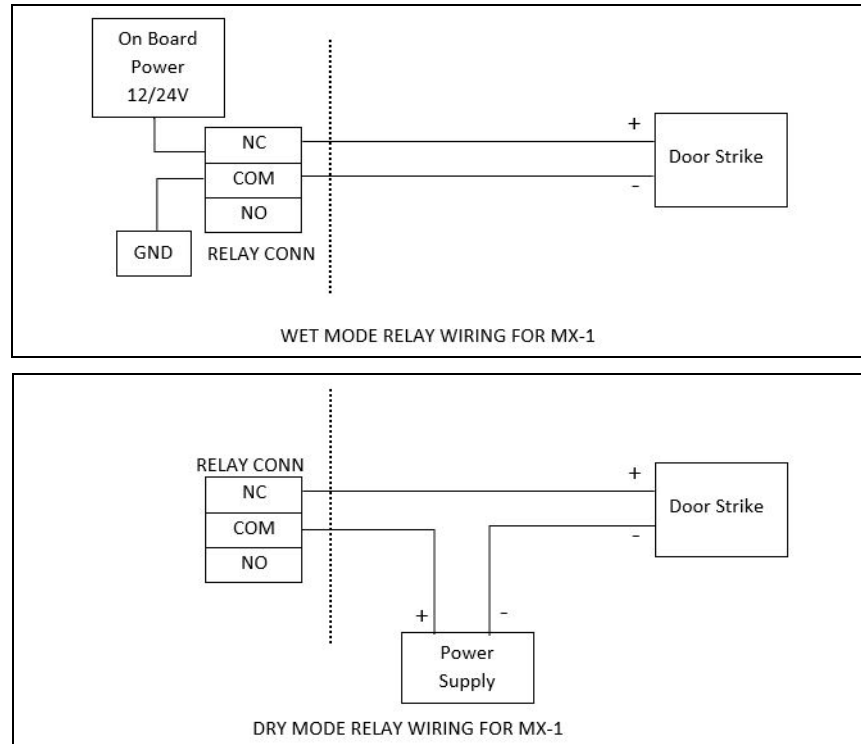 On Board
Power
12/24V
NC
COM
NO
GND
RELAY CONN
+
-
Door Strike
WET MODE RELAY WIRING FOR MX-1
RELAY CONN
NC
COM
NO
+
-
Door Strike
+ -
Power
Supply
DRY MODE RELAY WIRING FOR MX-1